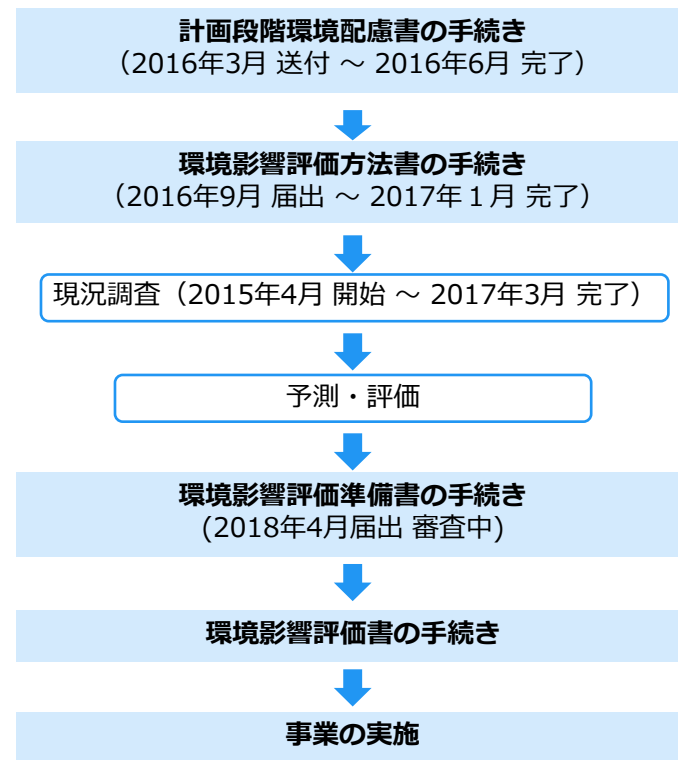 計画段階環境配慮書の手続き
（2016年3月 送付 ～ 2016年6月 完了）
環境影響評価方法書の手続き
（2016年9月 届出 ～ 2017年１月 完了）
現況調査（2015年4月 開始 ～ 2017年3月 完了）
予測・評価
環境影響評価準備書の手続き
(2018年4月届出 審査中)
環境影響評価書の手続き
事業の実施